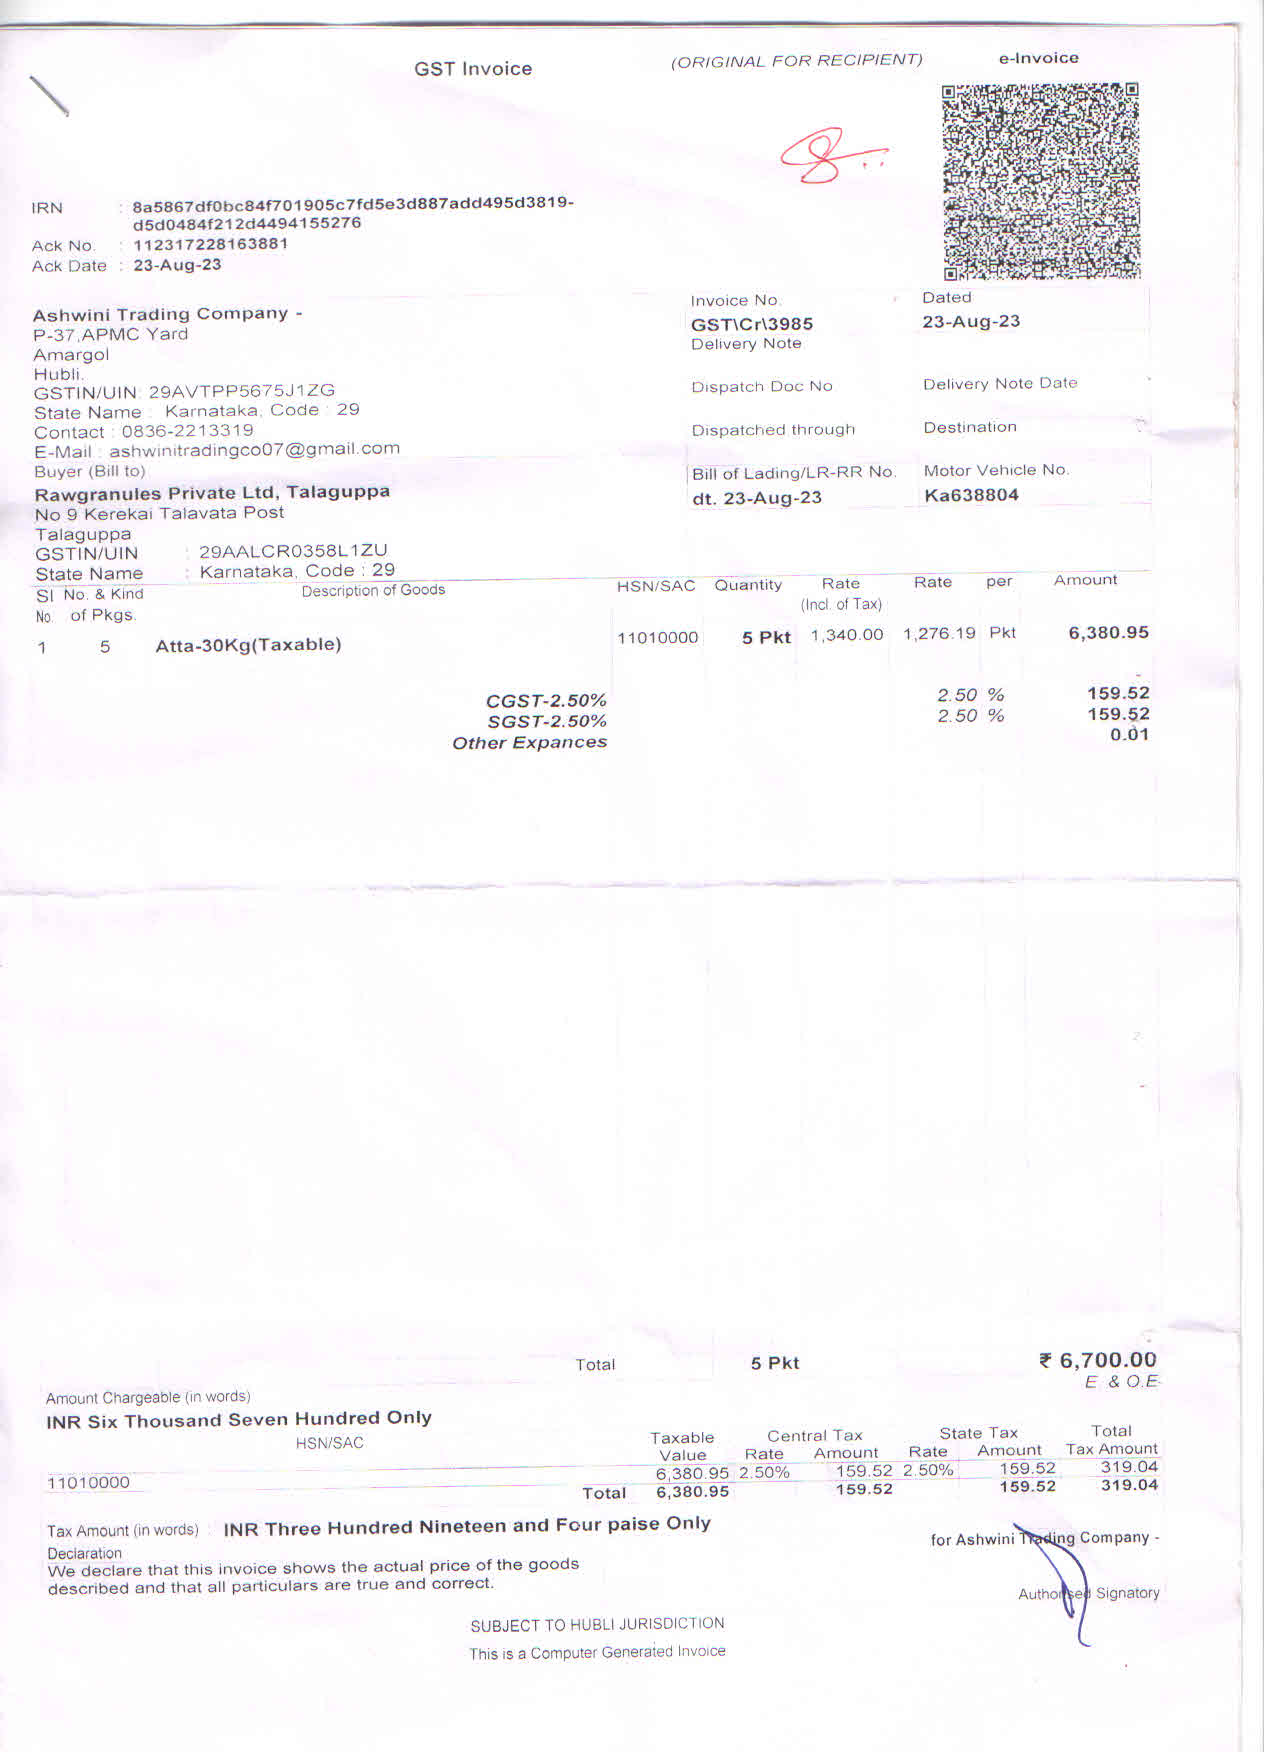 GST Invoice
(ORIGINAL FOR RECIPIENT)
e-Invoice
IRN : 8a5867df0bc84f701905c7fd5e3d887add495d3819-
d5d0484f212d4494155276
Ack No. : 112317228163881
Ack Date : 23-Aug-23
Ashwini Trading Company -
P-37,APMC Yard
Amargol
Hubli.
GSTIN/UIN: 29AVTPP5675J1ZG
State Name : Karnataka, Code : 29
Contact : 0836-2213319
E-Mail : ashwinitradingco07@gmail.com
Buyer (Bill to)
Rawgranules Private Ltd, Talaguppa
No 9 Kerekai Talavata Post
Talaguppa
GSTIN/UIN : 29AALCR0358L1ZU
State Name : Karnataka, Code : 29
Invoice No. Dated
GST\Cr\3985 23-Aug-23
Delivery Note
Dispatch Doc No. Delivery Note Date
Dispatched through Destination
Bill of Lading/LR-RR No. Motor Vehicle No.
dt. 23-Aug-23 Ka638804
Sl No. & Kind Description of Goods HSN/SAC Quantity Rate Rate per Amount
No. of Pkgs. (Incl. of Tax)
1 5 Atta-30Kg(Taxable) 11010000 5 Pkt 1,340.00 1,276.19 Pkt 6,380.95
CGST-2.50% 2.50 % 159.52
SGST-2.50% 2.50 % 159.52
Other Expances 0.01
Total 5 Pkt ₹ 6,700.00
E & O.E
Amount Chargeable (in words)
INR Six Thousand Seven Hundred Only
HSN/SAC Taxable Central Tax State Tax Total
Value Rate Amount Rate Amount Tax Amount
11010000 6,380.95 2.50% 159.52 2.50% 159.52 319.04
Total 6,380.95 159.52 159.52 319.04
Tax Amount (in words) : INR Three Hundred Nineteen and Four paise Only
Declaration
We declare that this invoice shows the actual price of the goods
described and that all particulars are true and correct.
for Ashwini Trading Company -
Authorised Signatory
SUBJECT TO HUBLI JURISDICTION
This is a Computer Generated Invoice